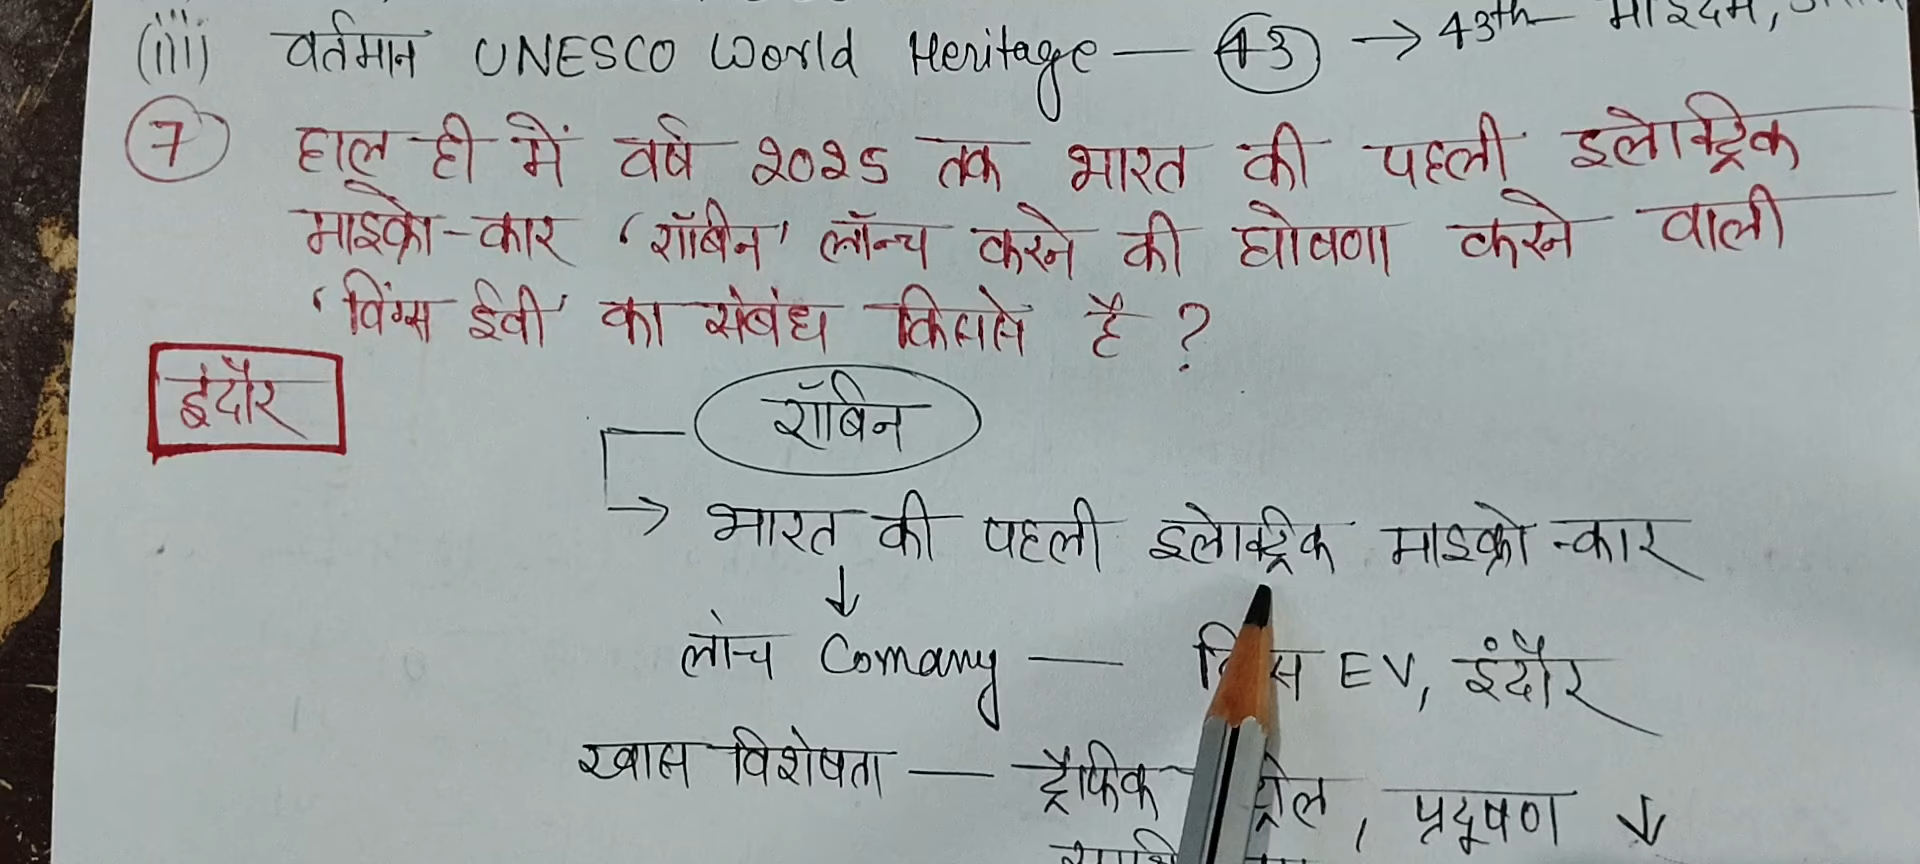 (iii) वर्तमान UNESCO World Heritage — 43 → 43th
7 हाल ही में वर्ष २०२5 तक भारत की पहली इलेक्ट्रिक
माइक्रो-कार 'रॉबिन' लॉन्च करने की घोषणा करने वाली
'विंग्स ईवी' का संबंध किससे है ?
इंदौर
रॉबिन
→ भारत की पहली इलेक्ट्रिक माइक्रो-कार
↓
लांच Comany — EV, इंदौर
खास विशेषता — ट्रैफिक , प्रदूषण ↓